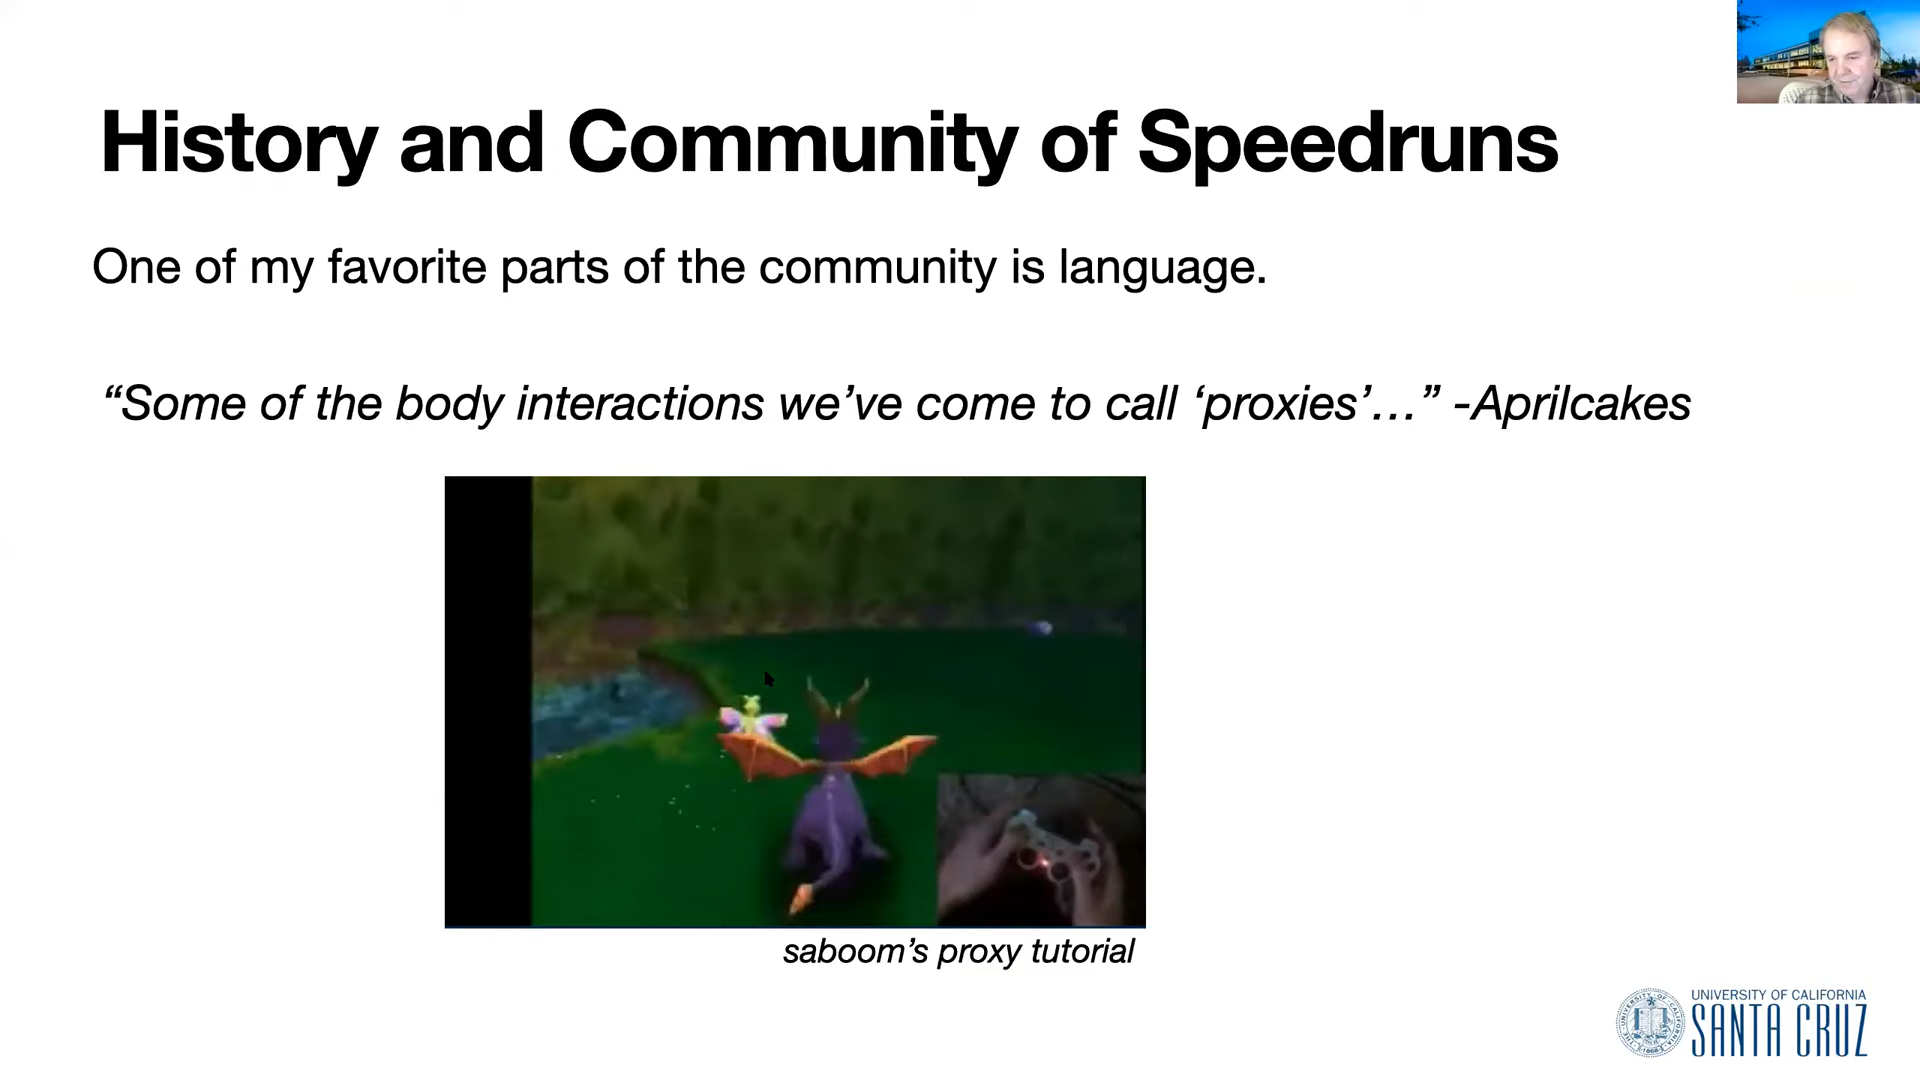 History and Community of Speedruns
One of my favorite parts of the community is language.
“Some of the body interactions we’ve come to call ‘proxies’…” -Aprilcakes
saboom’s proxy tutorial
UNIVERSITY OF CALIFORNIA
SANTA CRUZ